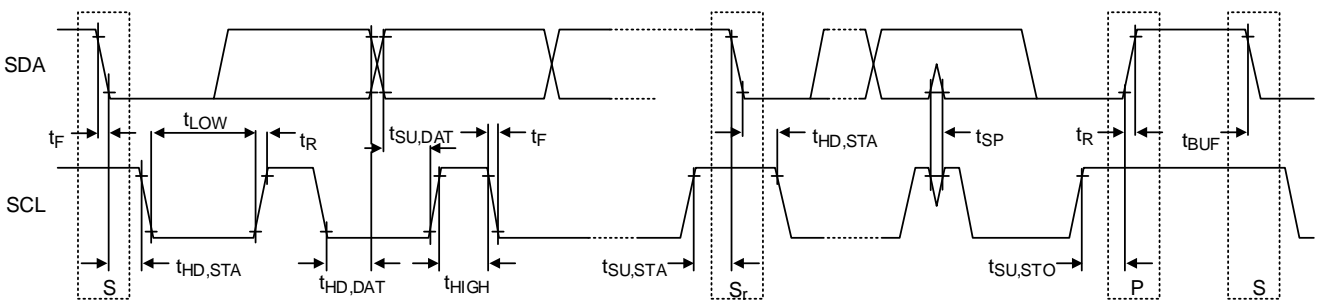 SDA
t_F
t_LOW
t_R
t_SU,DAT
t_F
t_HD,STA
t_SP
t_R
t_BUF
SCL
t_HD,STA
t_HD,DAT
t_HIGH
t_SU,STA
t_SU,STO
S
S_r
P
S